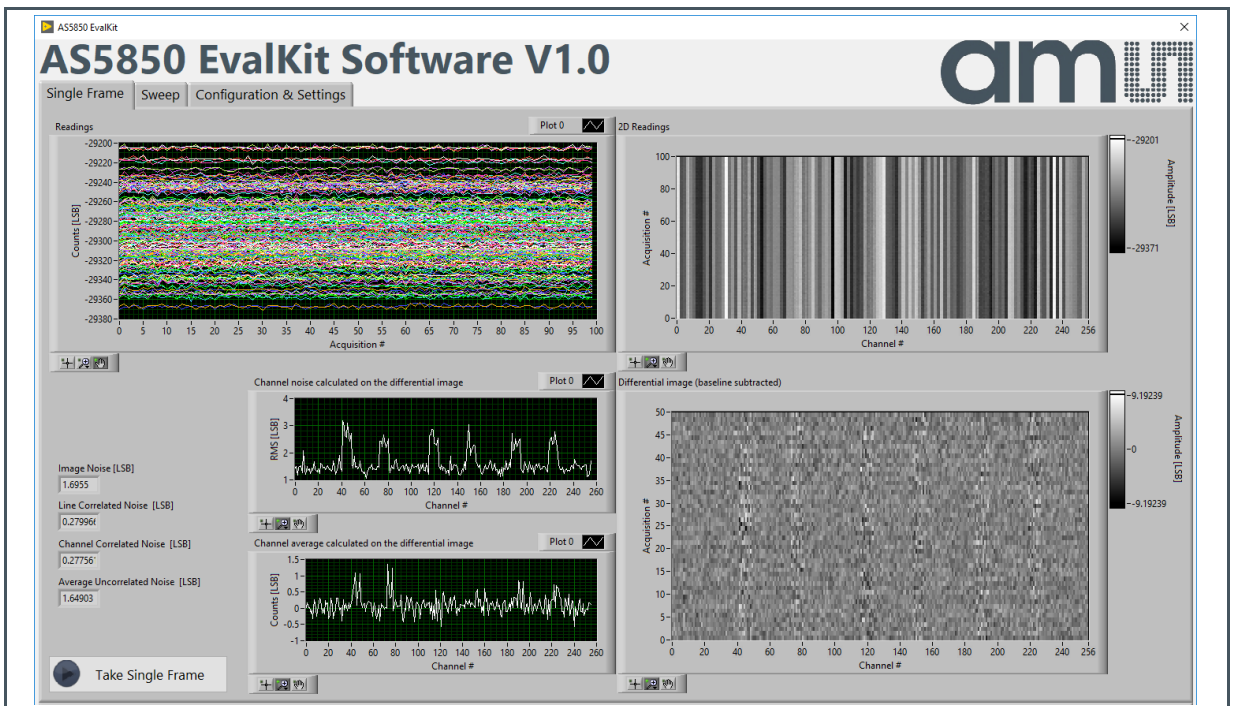 AS5850 EvalKit
AS5850 EvalKit Software V1.0
amu
Single Frame
Sweep
Configuration & Settings
Readings
Plot 0
Counts [LSB]
-29200
-29220
-29240
-29260
-29280
-29300
-29320
-29340
-29360
-29380
0 5 10 15 20 25 30 35 40 45 50 55 60 65 70 75 80 85 90 95 100
Acquisition #
2D Readings
Acquisition #
100
80
60
40
20
0
0 20 40 60 80 100 120 140 160 180 200 220 240 256
Channel #
-29201
-29371
Amplitude [LSB]
Channel noise calculated on the differential image
Plot 0
RMS [LSB]
4
3
2
1
0 20 40 60 80 100 120 140 160 180 200 220 240 260
Channel #
Differential image (baseline subtracted)
Acquisition #
50
45
40
35
30
25
20
15
10
5
0
0 20 40 60 80 100 120 140 160 180 200 220 240 256
Channel #
9.19239
0
-9.19239
Amplitude [LSB]
Image Noise [LSB]
1.6955
Line Correlated Noise [LSB]
0.27996
Channel Correlated Noise [LSB]
0.27756
Average Uncorrelated Noise [LSB]
1.64903
Channel average calculated on the differential image
Plot 0
Counts [LSB]
1.5
1
0.5
0.0
-0.5
-1
0 20 40 60 80 100 120 140 160 180 200 220 240 260
Channel #
Take Single Frame